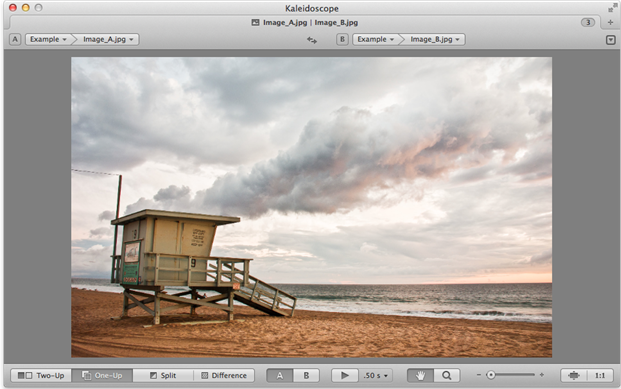 Kaleidoscope
Image_A.jpg | Image_B.jpg
3
A Example Image_A.jpg
B Example Image_B.jpg
9
Two-Up One-Up Split Difference A B .50 s 1:1